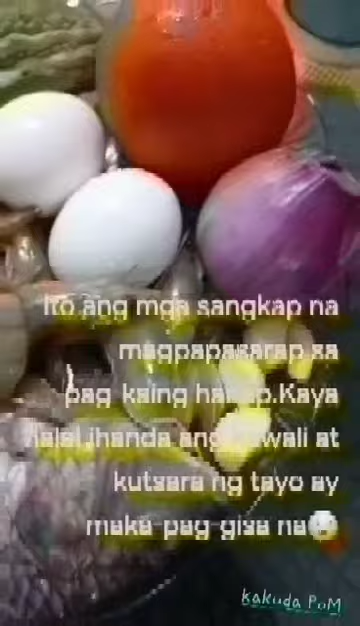 Ito ang mga sangkap na
magpapasarap sa
pag kaing
ihanda ang at
kutsara ng tayo ay
maka-pag-gisa na
Kakuda PoM